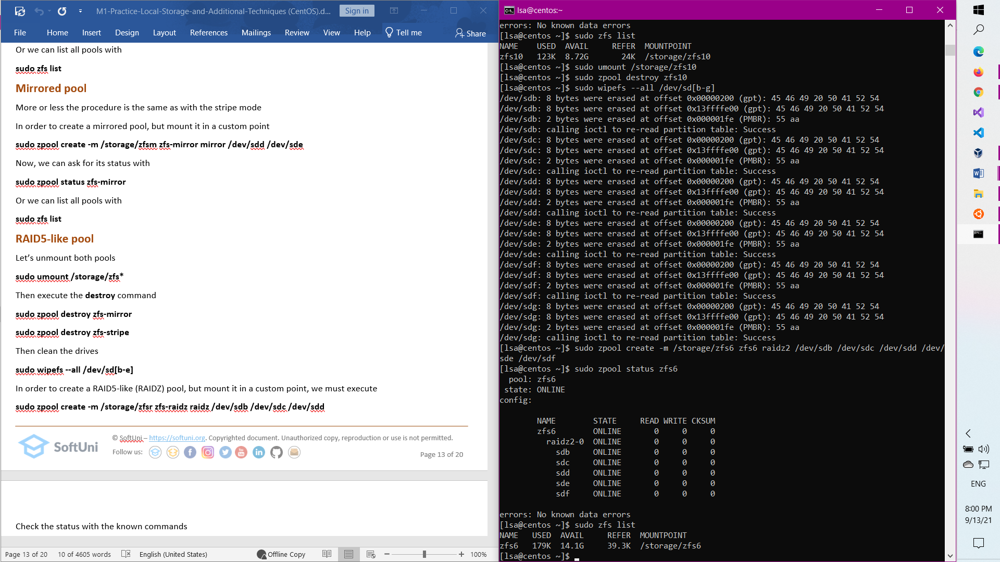 M1-Practice-Local-Storage-and-Additional-Techniques (CentOS).d...
Sign in
File Home Insert Design Layout References Mailings Review View Help Tell me Share
Or we can list all pools with
sudo zfs list
Mirrored pool
More or less the procedure is the same as with the stripe mode
In order to create a mirrored pool, but mount it in a custom point
sudo zpool create -m /storage/zfsm zfs-mirror mirror /dev/sdd /dev/sde
Now, we can ask for its status with
sudo zpool status zfs-mirror
Or we can list all pools with
sudo zfs list
RAID5-like pool
Let's unmount both pools
sudo umount /storage/zfs*
Then execute the destroy command
sudo zpool destroy zfs-mirror
sudo zpool destroy zfs-stripe
Then clean the drives
sudo wipefs --all /dev/sd[b-e]
In order to create a RAID5-like (RAIDZ) pool, but mount it in a custom point, we must execute
sudo zpool create -m /storage/zfsr zfs-raidz raidz /dev/sdb /dev/sdc /dev/sdd
SoftUni
© SoftUni – https://softuni.org. Copyrighted document. Unauthorized copy, reproduction or use is not permitted.
Follow us:
Page 13 of 20
Check the status with the known commands
Page 13 of 20 10 of 4605 words English (United States) Offline Copy 100%
lsa@centos:~
errors: No known data errors
[lsa@centos ~]$ sudo zfs list
NAME USED AVAIL REFER MOUNTPOINT
zfs10 123K 8.72G 24K /storage/zfs10
[lsa@centos ~]$ sudo umount /storage/zfs10
[lsa@centos ~]$ sudo zpool destroy zfs10
[lsa@centos ~]$ sudo wipefs --all /dev/sd[b-g]
/dev/sdb: 8 bytes were erased at offset 0x00000200 (gpt): 45 46 49 20 50 41 52 54
/dev/sdb: 8 bytes were erased at offset 0x13ffffe00 (gpt): 45 46 49 20 50 41 52 54
/dev/sdb: 2 bytes were erased at offset 0x000001fe (PMBR): 55 aa
/dev/sdb: calling ioctl to re-read partition table: Success
/dev/sdc: 8 bytes were erased at offset 0x00000200 (gpt): 45 46 49 20 50 41 52 54
/dev/sdc: 8 bytes were erased at offset 0x13ffffe00 (gpt): 45 46 49 20 50 41 52 54
/dev/sdc: 2 bytes were erased at offset 0x000001fe (PMBR): 55 aa
/dev/sdc: calling ioctl to re-read partition table: Success
/dev/sdd: 8 bytes were erased at offset 0x00000200 (gpt): 45 46 49 20 50 41 52 54
/dev/sdd: 8 bytes were erased at offset 0x13ffffe00 (gpt): 45 46 49 20 50 41 52 54
/dev/sdd: 2 bytes were erased at offset 0x000001fe (PMBR): 55 aa
/dev/sdd: calling ioctl to re-read partition table: Success
/dev/sde: 8 bytes were erased at offset 0x00000200 (gpt): 45 46 49 20 50 41 52 54
/dev/sde: 8 bytes were erased at offset 0x13ffffe00 (gpt): 45 46 49 20 50 41 52 54
/dev/sde: 2 bytes were erased at offset 0x000001fe (PMBR): 55 aa
/dev/sde: calling ioctl to re-read partition table: Success
/dev/sdf: 8 bytes were erased at offset 0x00000200 (gpt): 45 46 49 20 50 41 52 54
/dev/sdf: 8 bytes were erased at offset 0x13ffffe00 (gpt): 45 46 49 20 50 41 52 54
/dev/sdf: 2 bytes were erased at offset 0x000001fe (PMBR): 55 aa
/dev/sdf: calling ioctl to re-read partition table: Success
/dev/sdg: 8 bytes were erased at offset 0x00000200 (gpt): 45 46 49 20 50 41 52 54
/dev/sdg: 8 bytes were erased at offset 0x13ffffe00 (gpt): 45 46 49 20 50 41 52 54
/dev/sdg: 2 bytes were erased at offset 0x000001fe (PMBR): 55 aa
/dev/sdg: calling ioctl to re-read partition table: Success
[lsa@centos ~]$ sudo zpool create -m /storage/zfs6 zfs6 raidz2 /dev/sdb /dev/sdc /dev/sdd /dev/
sde /dev/sdf
[lsa@centos ~]$ sudo zpool status zfs6
pool: zfs6
state: ONLINE
config:
NAME STATE READ WRITE CKSUM
zfs6 ONLINE 0 0 0
raidz2-0 ONLINE 0 0 0
sdb ONLINE 0 0 0
sdc ONLINE 0 0 0
sdd ONLINE 0 0 0
sde ONLINE 0 0 0
sdf ONLINE 0 0 0
errors: No known data errors
[lsa@centos ~]$ sudo zfs list
NAME USED AVAIL REFER MOUNTPOINT
zfs6 179K 14.1G 39.3K /storage/zfs6
[lsa@centos ~]$
ENG
8:00 PM
9/13/21